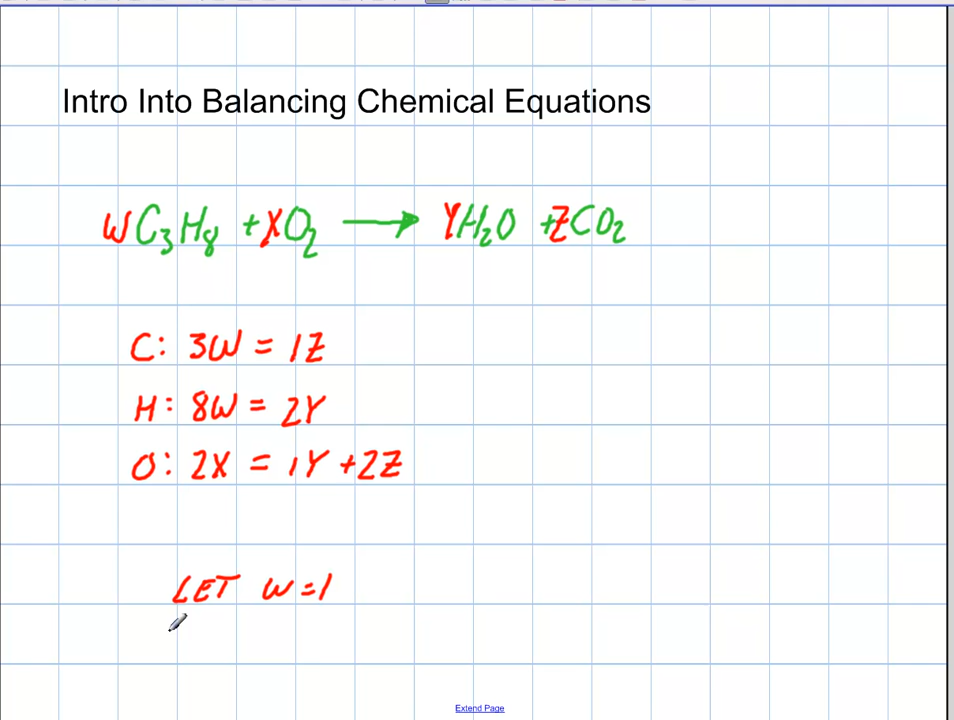 Intro Into Balancing Chemical Equations
WC₃H₈ + XO₂ → YH₂O + ZCO₂
C: 3W = 1Z
H: 8W = 2Y
O: 2X = 1Y + 2Z
LET W = 1
Extend Page